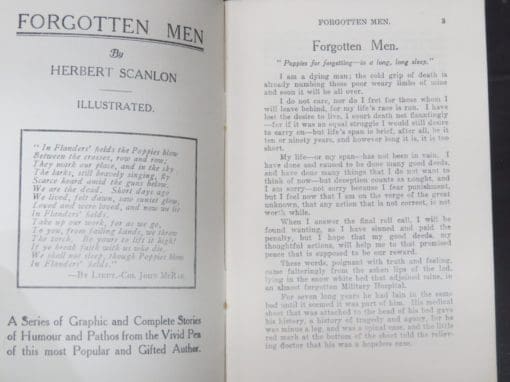 FORGOTTEN MEN
By
HERBERT SCANLON
ILLUSTRATED.
"In Flanders' fields the Poppies blow
Between the crosses, row and row;
They mark our place, and in the sky
The larks, still bravely singing, fly
Scarce heard amid the guns below.
We are the dead. Short days ago
We lived, felt dawn, saw sunset glow,
Loved and were loved, and now we lie
In Flanders' fields.
Take up our work, for as we go,
To you, from failing hands, we throw
The torch. Be yours to lift it high!
If ye break faith with us who die,
We shall not sleep, though Poppies blow
In Flanders' fields."
—By LIEUT.-COL. JOHN McRAE.
A Series of Graphic and Complete Stories
of Humour and Pathos from the Vivid Pen
of this most Popular and Gifted Author.
FORGOTTEN MEN. 3
Forgotten Men.
"Poppies for forgetting—in a long, long sleep."
I am a dying man; the cold grip of death is
already numbing those poor weary limbs of mine
and soon it will be all over.
I do not care, nor do I fret for those whom I
will leave behind, for my life's race is run. I have
lost the desire to live, I court death not flauntingly
—for if it was an equal struggle I would still desire
to carry on—but life's span is brief, after all, be it
ten or ninety years, and however long it is, it is too
short.
My life—or my span—has not been in vain. I
have done and caused to be done many good deeds,
and have done many things that I do not want to
think of now—but deception counts as nought, and
I am sorry—not sorry because I fear punishment,
but I feel now that I am on the verge of the great
unknown, that any action that is not correct, is not
worth while.
When I answer the final roll call, I will be
found wanting, as I have sinned and paid the
penalty, but I hope that my good deeds, my
thoughtful actions, will help me to that promised
peace that is supposed to be our reward.
These words, poignant with truth and feeling,
came falteringly from the ashen lips of the lad,
lying in the snow white bed that adjoined mine, in
an almost forgotten Military Hospital.
For seven long years he had lain in the same
bed until it seemed it was part of him. His medical
sheet that was attached to the head of his bed gave
his history, a history of tragedy and agony, for he
was minus a leg, and was a spinal case, and the little
red mark at the bottom of his sheet told the reliev-
ing doctor that his was a hopeless case.